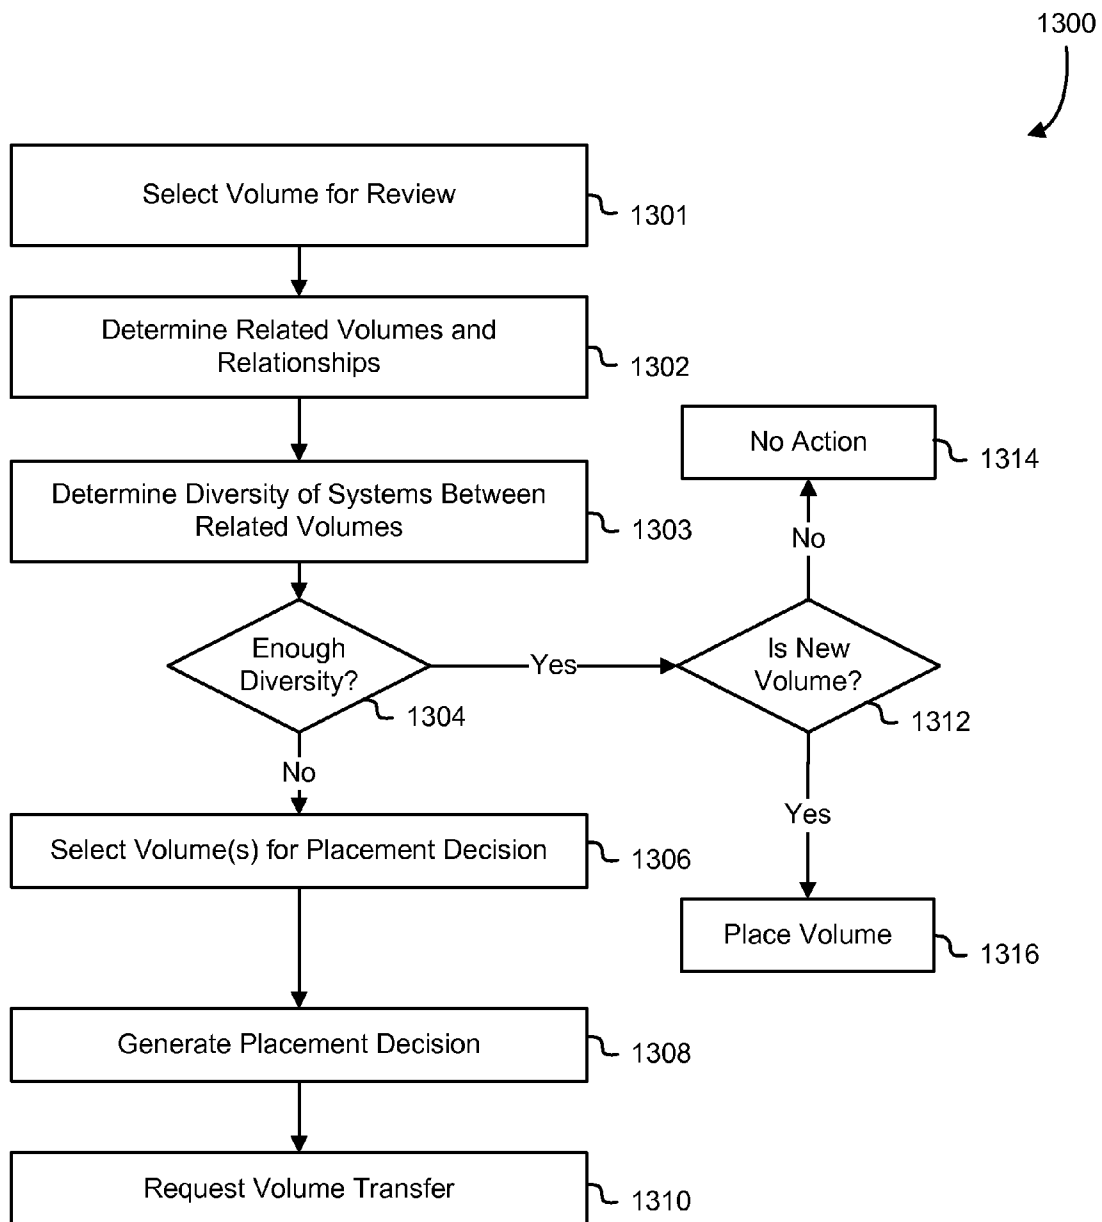 1300
Select Volume for Review
1301
Determine Related Volumes and
Relationships
1302
No Action
1314
Determine Diversity of Systems Between
Related Volumes
1303
No
Enough
Diversity?
1304
Yes
Is New
Volume?
1312
No
Yes
Select Volume(s) for Placement Decision
1306
Place Volume
1316
Generate Placement Decision
1308
Request Volume Transfer
1310